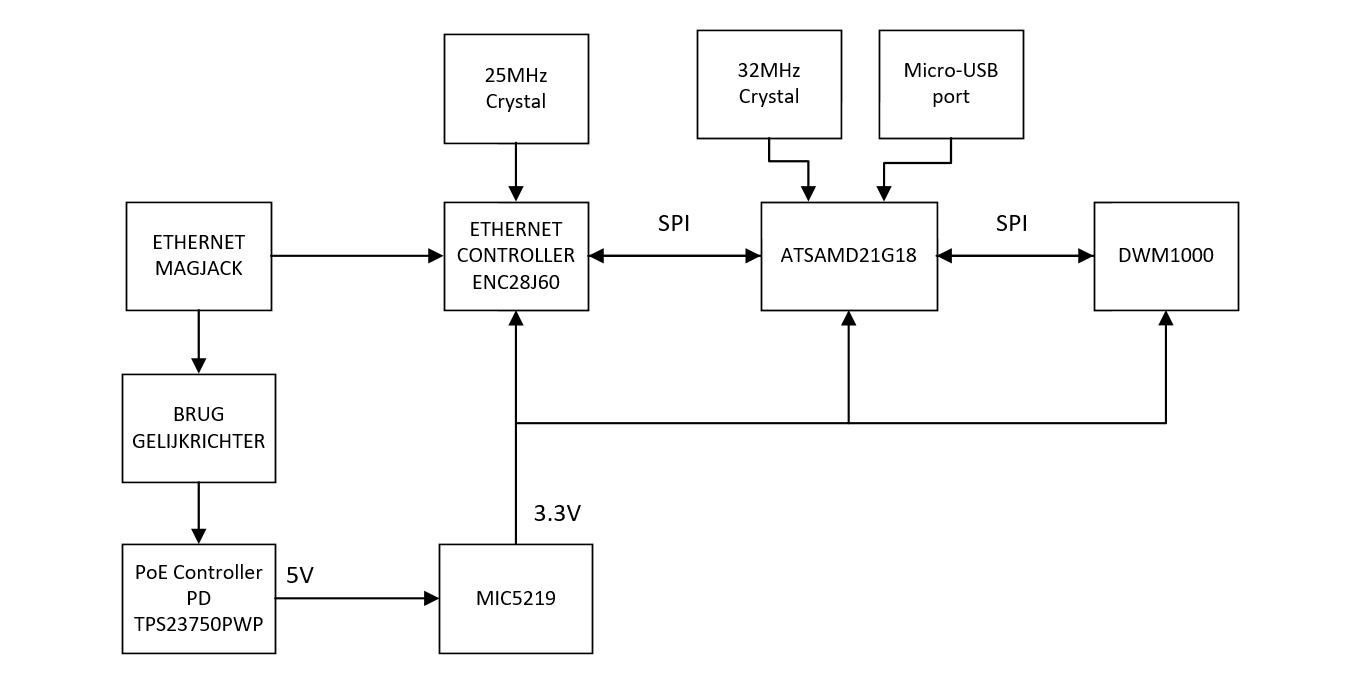 25MHz
Crystal
32MHz
Crystal
Micro-USB
port
ETHERNET
MAGJACK
ETHERNET
CONTROLLER
ENC28J60
SPI
ATSAMD21G18
SPI
DWM1000
BRUG
GELIJKRICHTER
3.3V
PoE Controller
PD
TPS23750PWP
5V
MIC5219